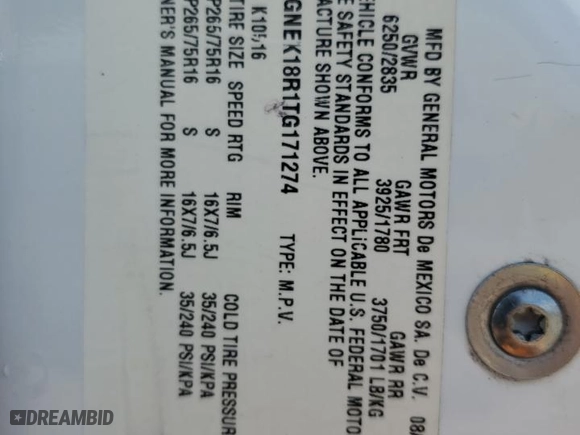 MFD BY GENERAL MOTORS De MEXICO SA. De C.V. 08/
GVWR GAWR FRT GAWR RR
6250/2835 3925/1780 3750/1701 LB/KG
EHICLE CONFORMS TO ALL APPLICABLE U.S. FEDERAL MOTO
E SAFETY STANDARDS IN EFFECT ON THE DATE OF
FACTURE SHOWN ABOVE.
GNEK18R1TG171274 TYPE: M.P.V.
K10516
TIRE SIZE SPEED RTG RIM COLD TIRE PRESSUR
P265/75R16 S 16X7/6.5J 35/240 PSI/KPA
P265/75R16 S 16X7/6.5J 35/240 PSI/KPA
NER'S MANUAL FOR MORE INFORMATION.
DREAMBID